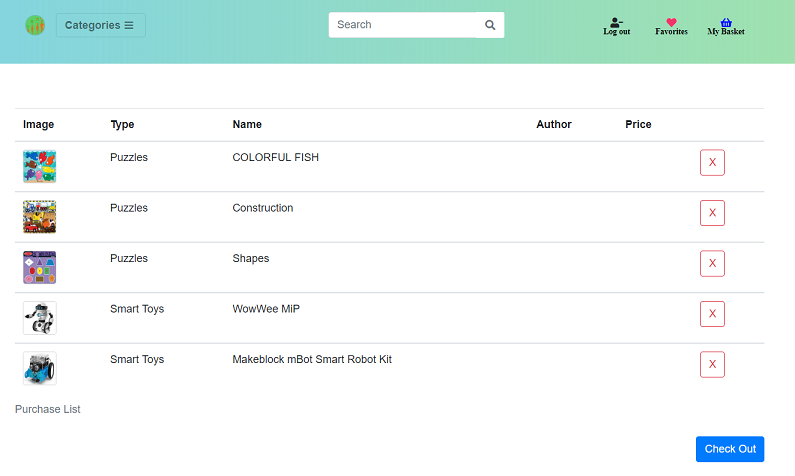 Categories
Search
Log out
Favorites
My Basket
Image Type Name Author Price
Puzzles COLORFUL FISH X
Puzzles Construction X
Puzzles Shapes X
Smart Toys WowWee MiP X
Smart Toys Makeblock mBot Smart Robot Kit X
Purchase List
Check Out